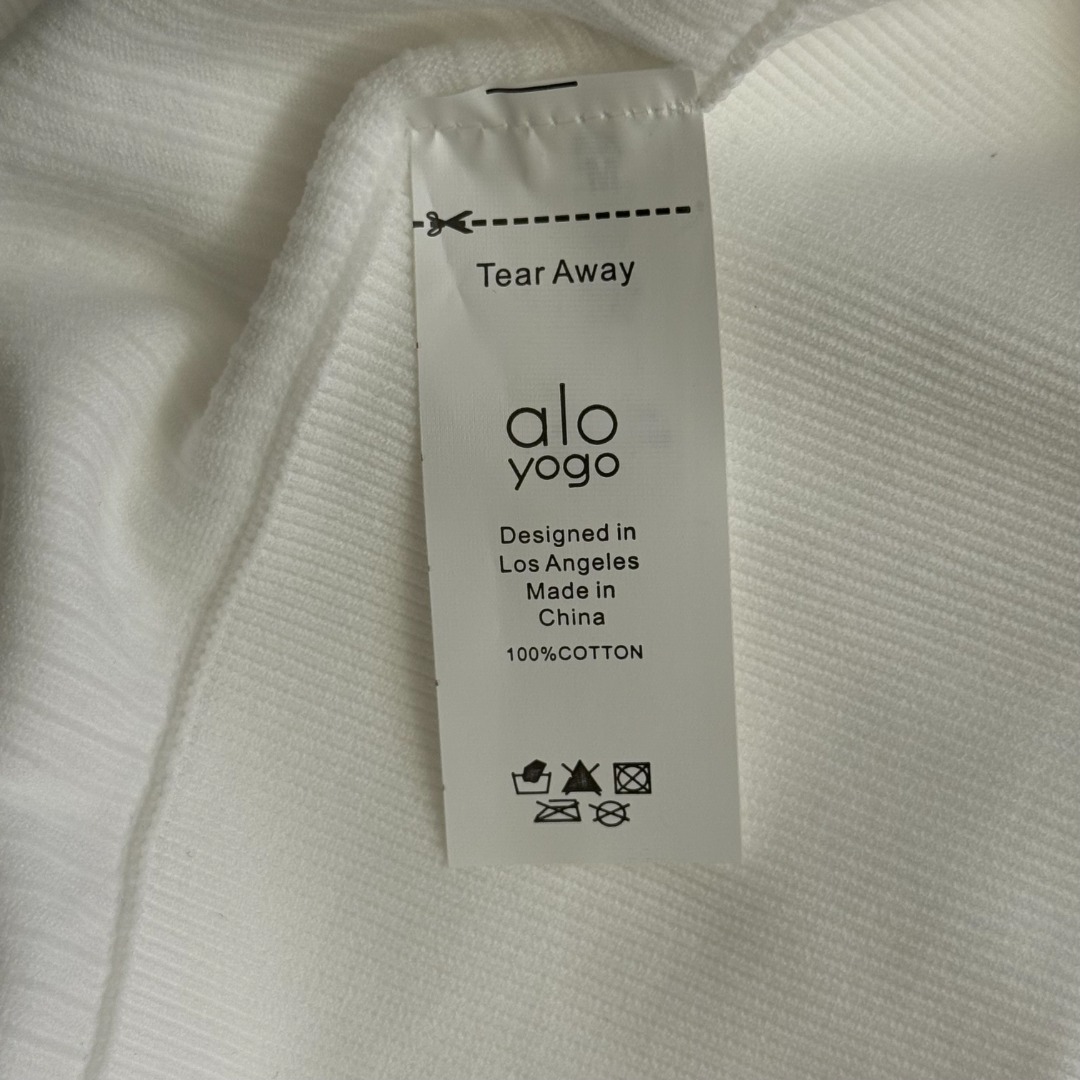 Tear Away
alo
yogo
Designed in
Los Angeles
Made in
China
100%COTTON